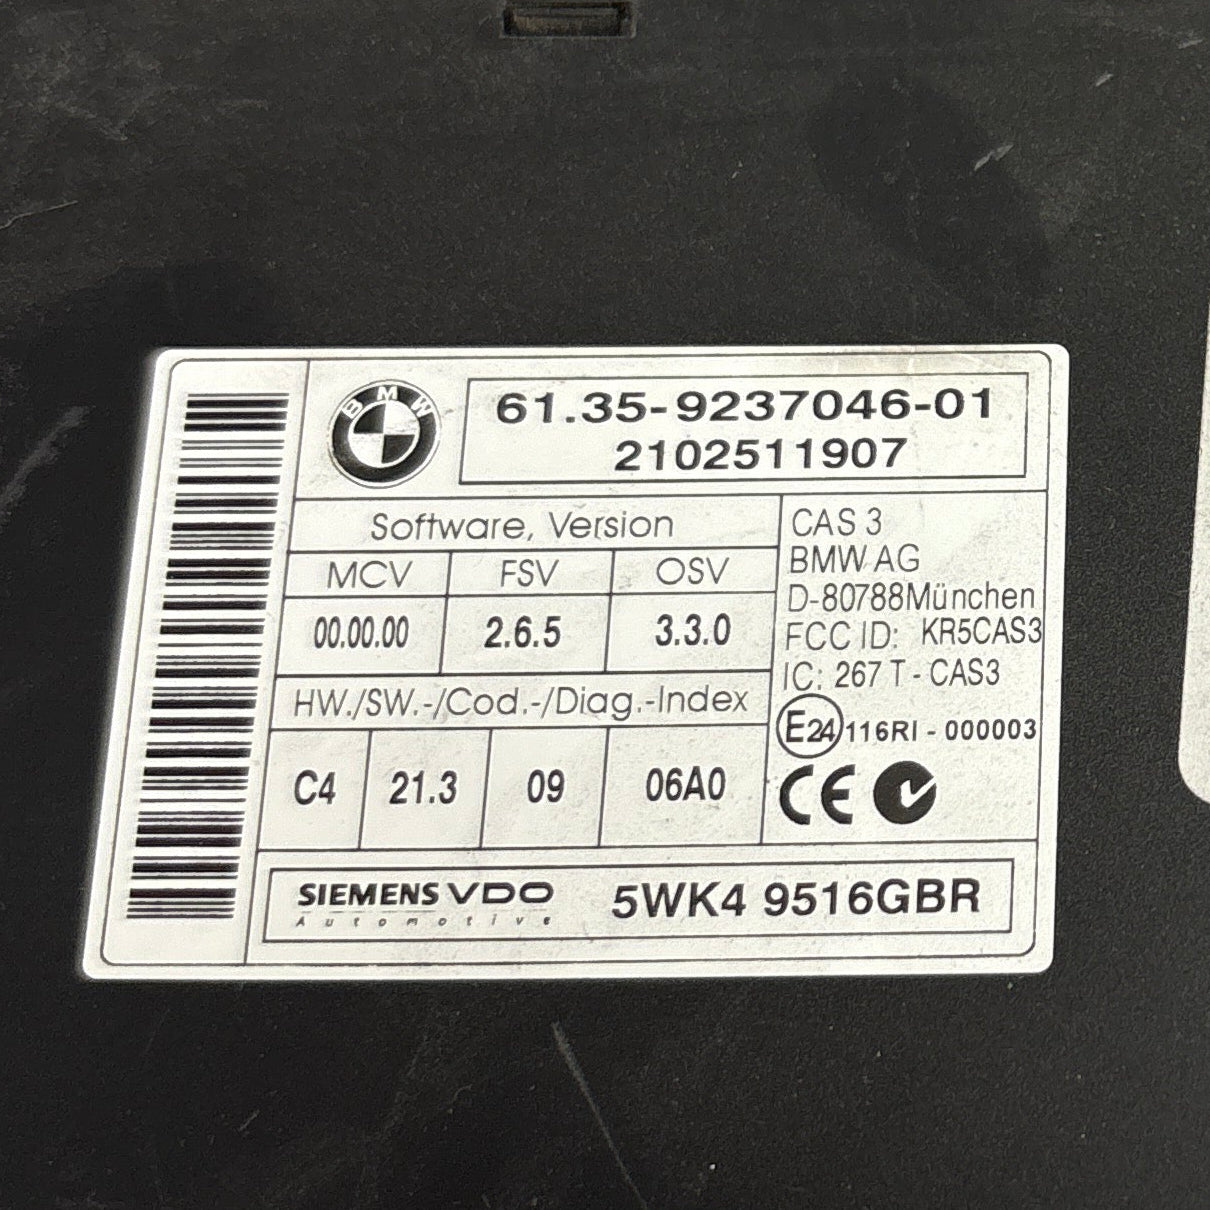 BMW
61.35-9237046-01
2102511907
Software, Version
MCV FSV OSV
00.00.00 2.6.5 3.3.0
HW./SW.-/Cod.-/Diag.-Index
C4 21.3 09 06A0
CAS 3
BMW AG
D-80788München
FCC ID: KR5CAS3
IC: 267 T - CAS3
E24 116RI - 000003
CE
SIEMENS VDO 5WK4 9516GBR
Automotive